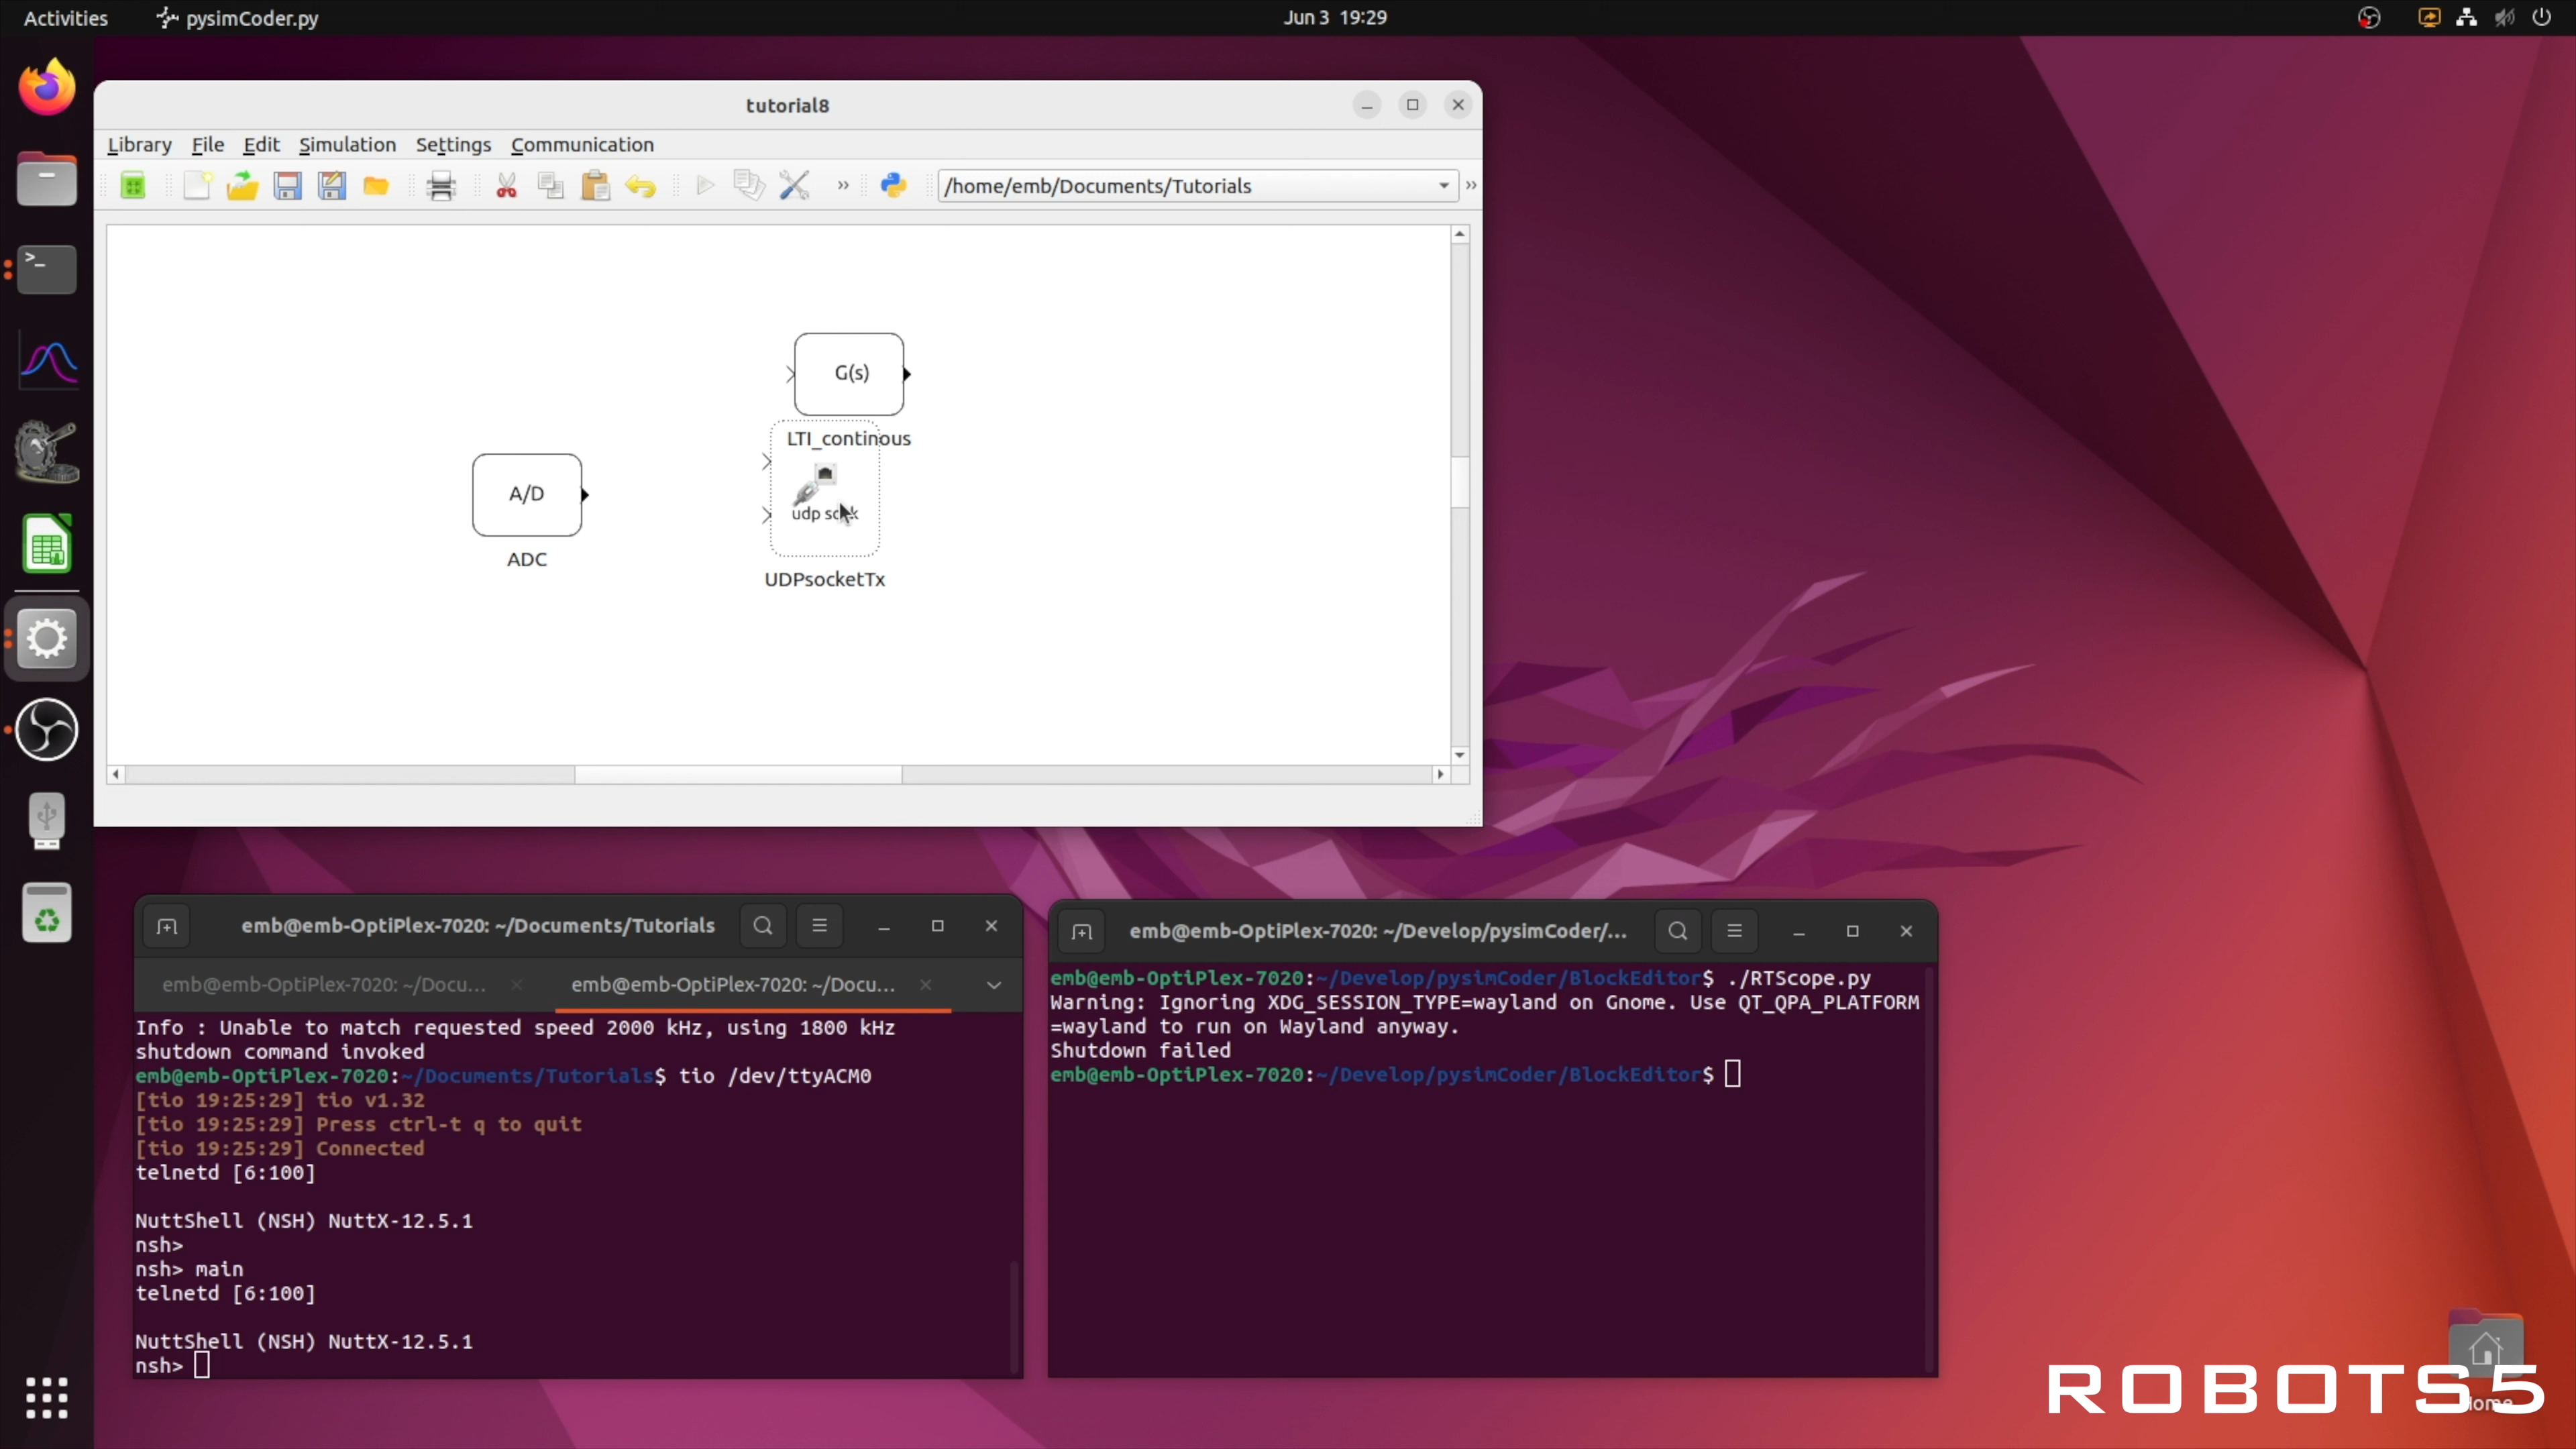 Activities
pysimCoder.py
Jun 3 19:29
tutorial8
Library File Edit Simulation Settings Communication
/home/emb/Documents/Tutorials
G(s)
LTI_continous
A/D
ADC
UDPsocketTx
emb@emb-OptiPlex-7020: ~/Documents/Tutorials
emb@emb-OptiPlex-7020: ~/Docu...
emb@emb-OptiPlex-7020: ~/Docu...
Info : Unable to match requested speed 2000 kHz, using 1800 kHz
shutdown command invoked
emb@emb-OptiPlex-7020:~/Documents/Tutorials$ tio /dev/ttyACM0
[tio 19:25:29] tio v1.32
[tio 19:25:29] Press ctrl-t q to quit
[tio 19:25:29] Connected
telnetd [6:100]
NuttShell (NSH) NuttX-12.5.1
nsh>
nsh> main
telnetd [6:100]
NuttShell (NSH) NuttX-12.5.1
nsh>
emb@emb-OptiPlex-7020: ~/Develop/pysimCoder/...
emb@emb-OptiPlex-7020:~/Develop/pysimCoder/BlockEditor$ ./RTScope.py
Warning: Ignoring XDG_SESSION_TYPE=wayland on Gnome. Use QT_QPA_PLATFORM
=wayland to run on Wayland anyway.
Shutdown failed
emb@emb-OptiPlex-7020:~/Develop/pysimCoder/BlockEditor$
ROBOTS5